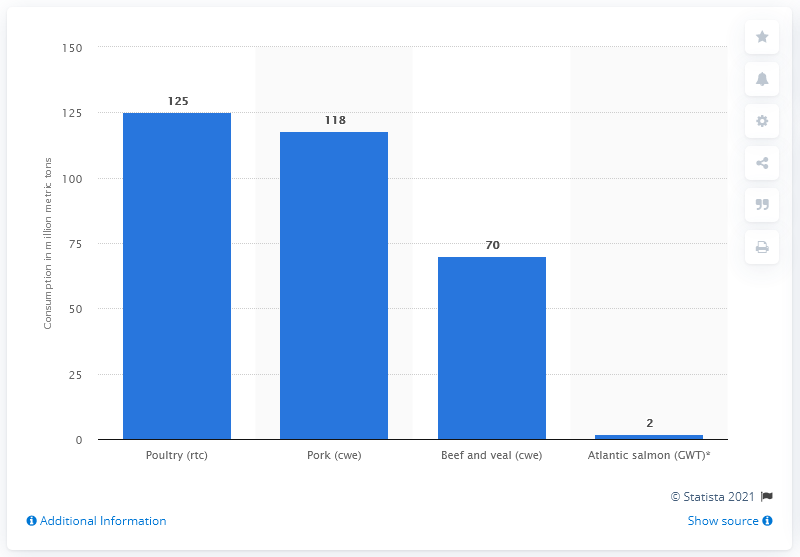 150
125
100
75
50
25
0
Consumption in million metric tons
125
118
70
2
Poultry (rtc)
Pork (cwe)
Beef and veal (cwe)
Atlantic salmon (GWT)*
© Statista 2021
Additional Information
Show source